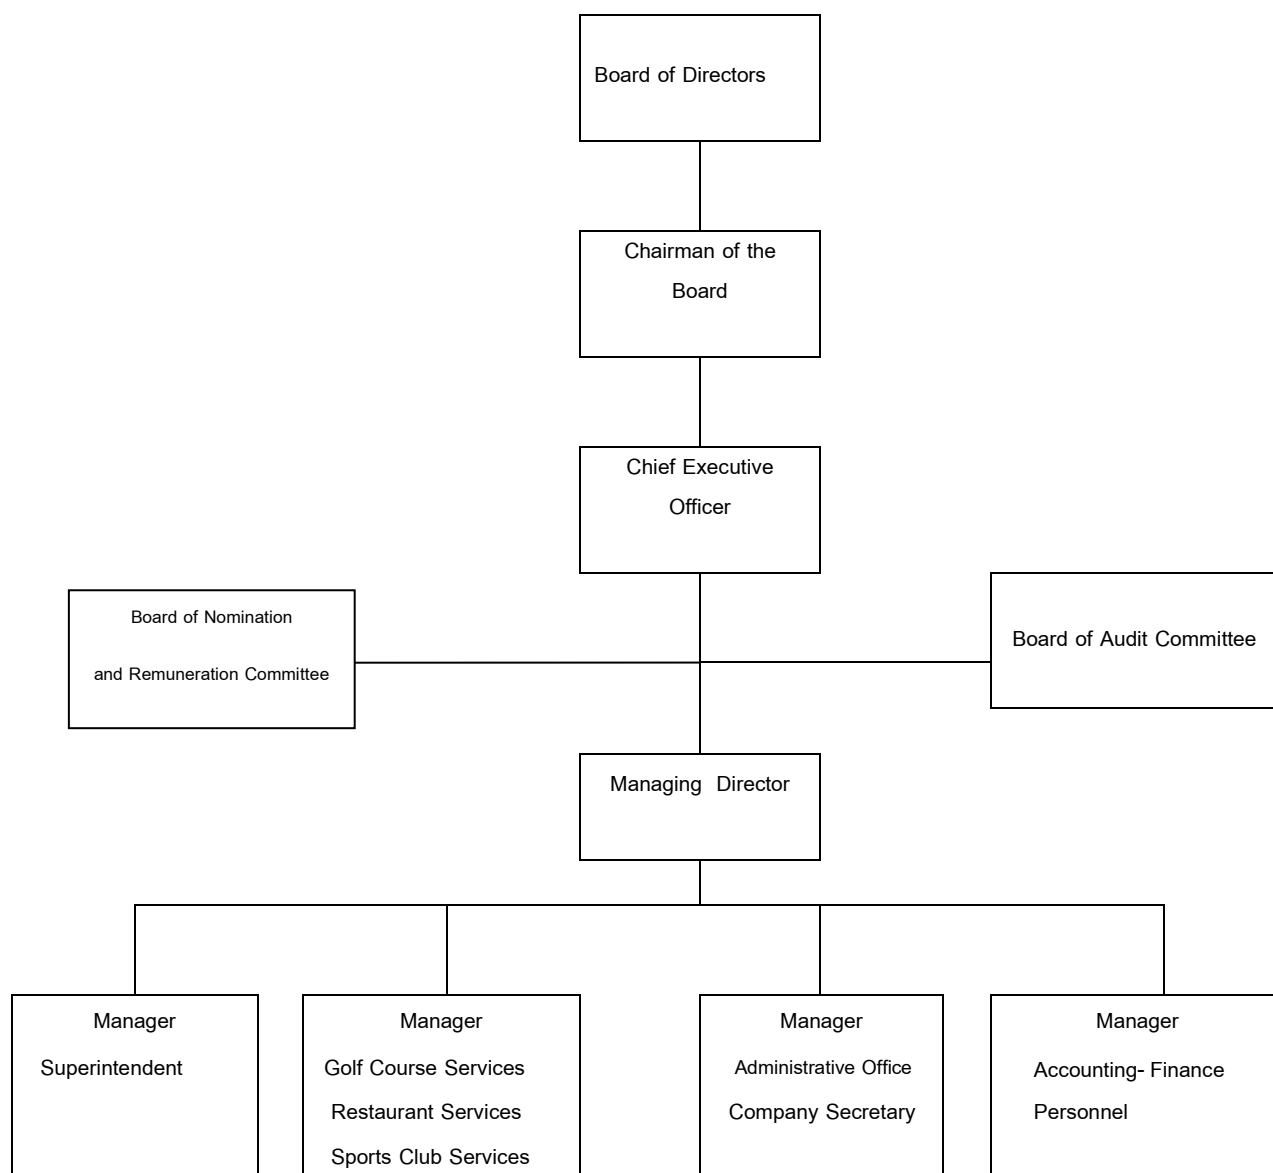 Board of Directors
Chairman of the
Board
Chief Executive
Officer
Board of Nomination
and Remuneration Committee
Board of Audit Committee
Managing Director
Manager
Superintendent
Manager
Golf Course Services
Restaurant Services
Sports Club Services
Manager
Administrative Office
Company Secretary
Manager
Accounting- Finance
Personnel